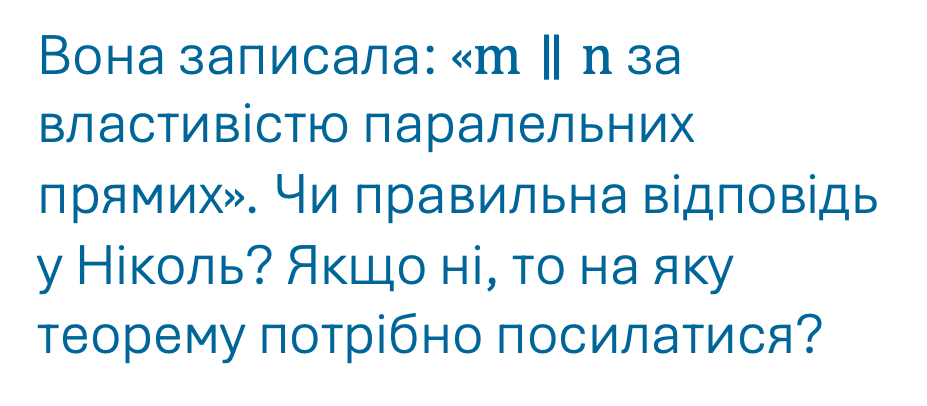 Вона записала: «m ∥ n за
властивістю паралельних
прямих». Чи правильна відповідь
у Ніколь? Якщо ні, то на яку
теорему потрібно посилатися?